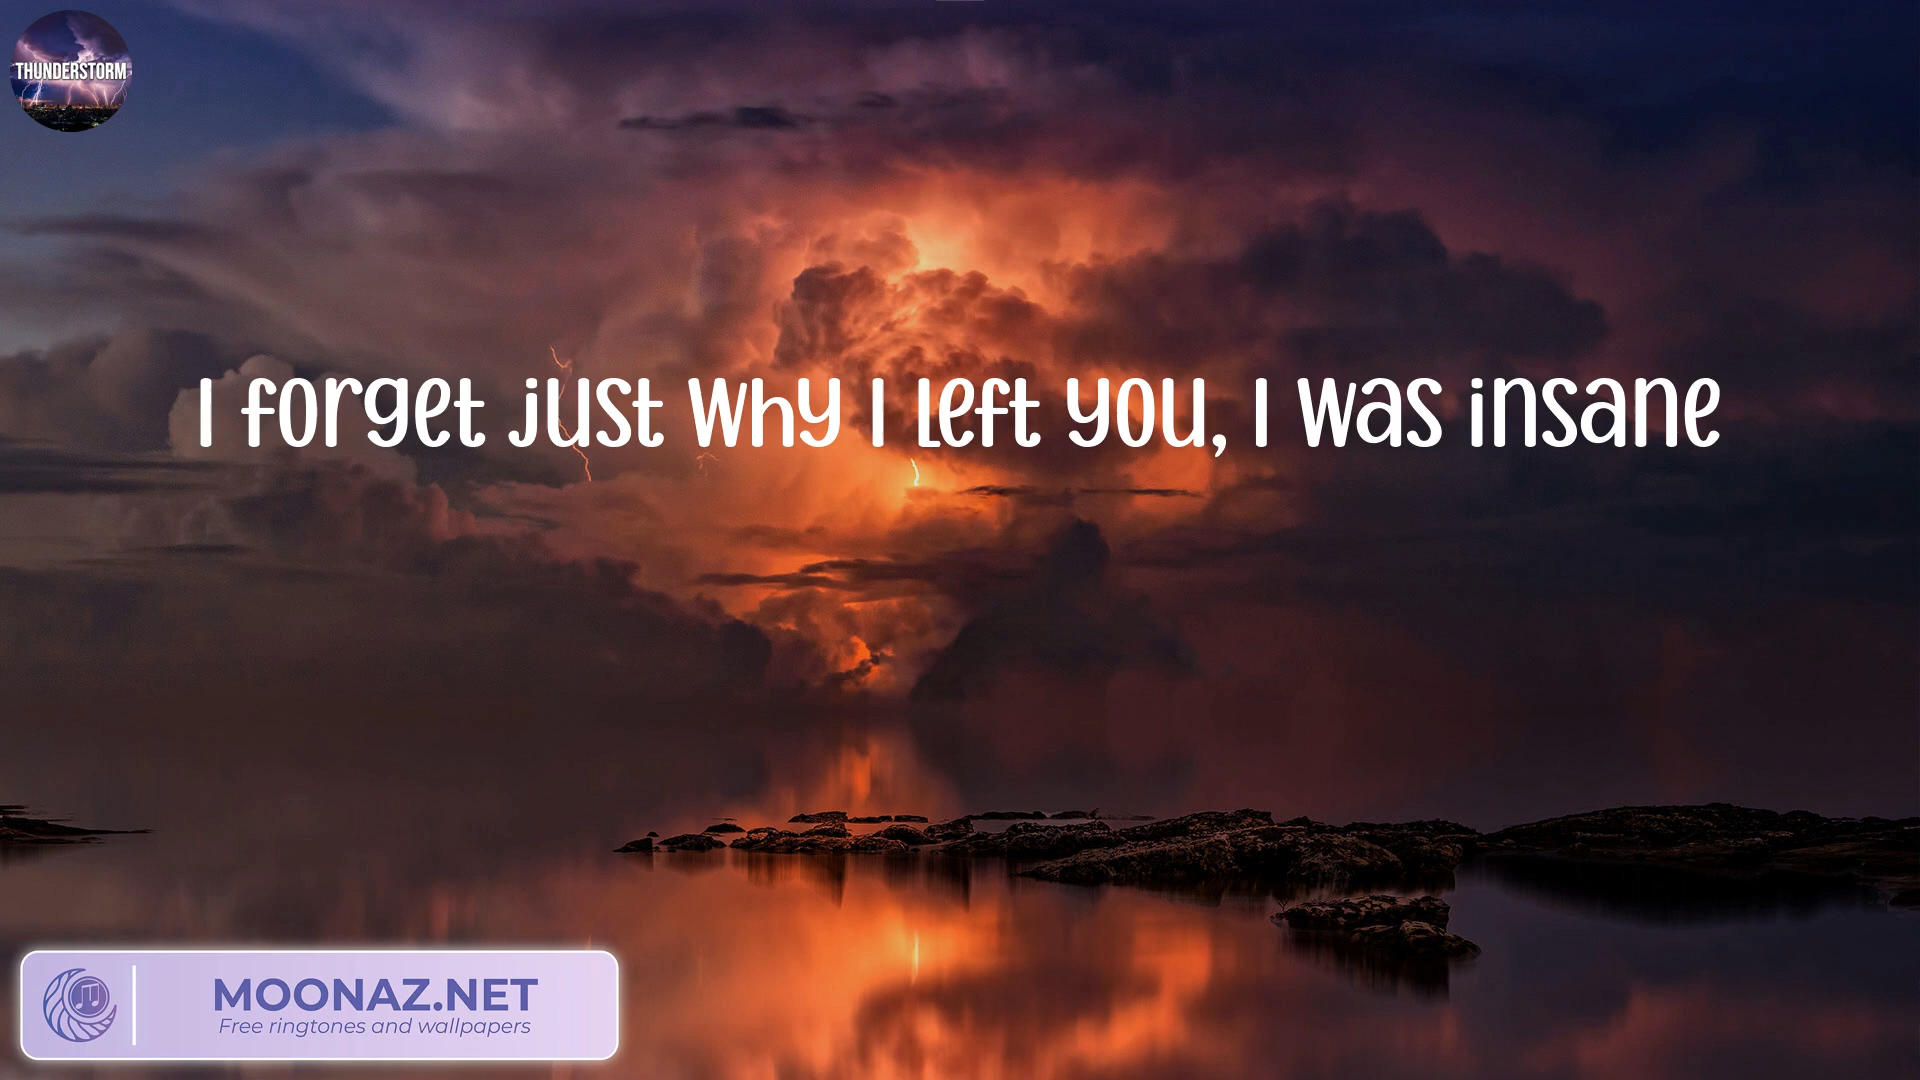 THUNDERSTORM
I forget just why I left you, I was insane
MOONAZ.NET
Free ringtones and wallpapers